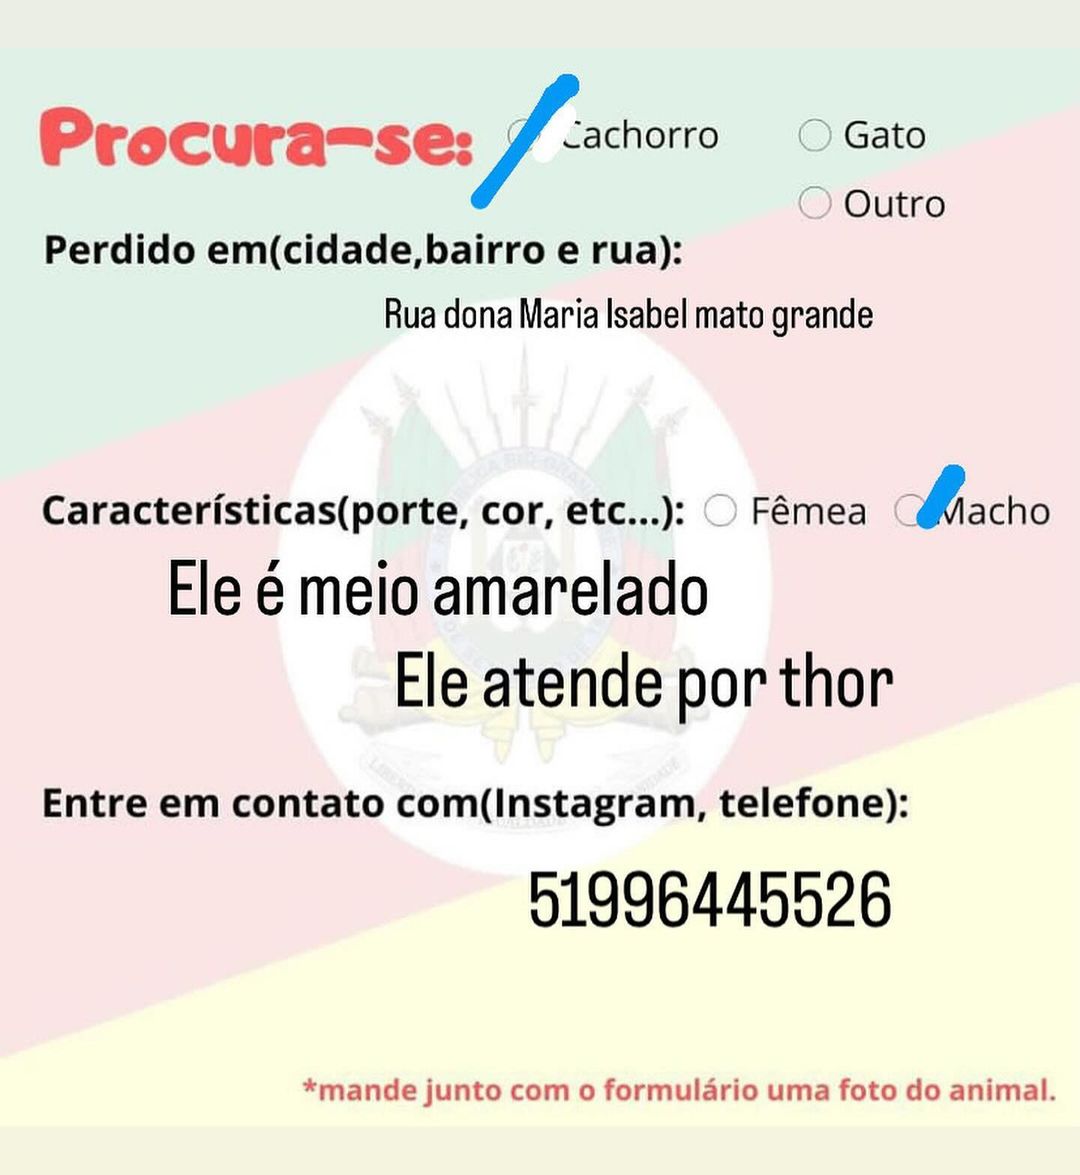 Procura-se: Cachorro Gato
Outro
Perdido em(cidade,bairro e rua):
Rua dona Maria Isabel mato grande
Características(porte, cor, etc...): Fêmea Macho
Ele é meio amarelado
Ele atende por thor
Entre em contato com(Instagram, telefone):
51996445526
*mande junto com o formulário uma foto do animal.